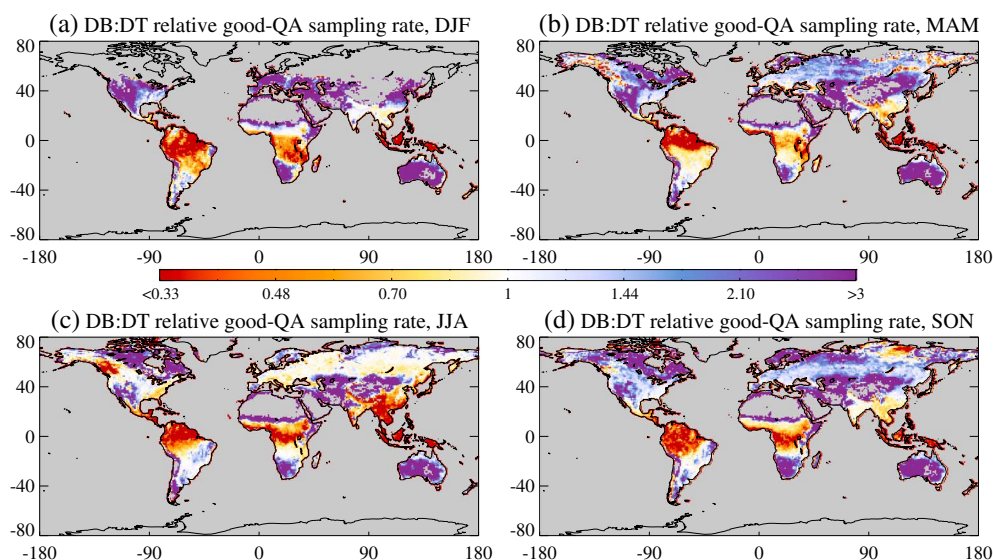 (a) DB:DT relative good-QA sampling rate, DJF
(b) DB:DT relative good-QA sampling rate, MAM
80
40
0
-40
-80
-180 -90 0 90 180
80
40
0
-40
-80
-180 -90 0 90 180
<0.33 0.48 0.70 1 1.44 2.10 >3
(c) DB:DT relative good-QA sampling rate, JJA
(d) DB:DT relative good-QA sampling rate, SON
80
40
0
-40
-80
-180 -90 0 90 180
80
40
0
-40
-80
-180 -90 0 90 180